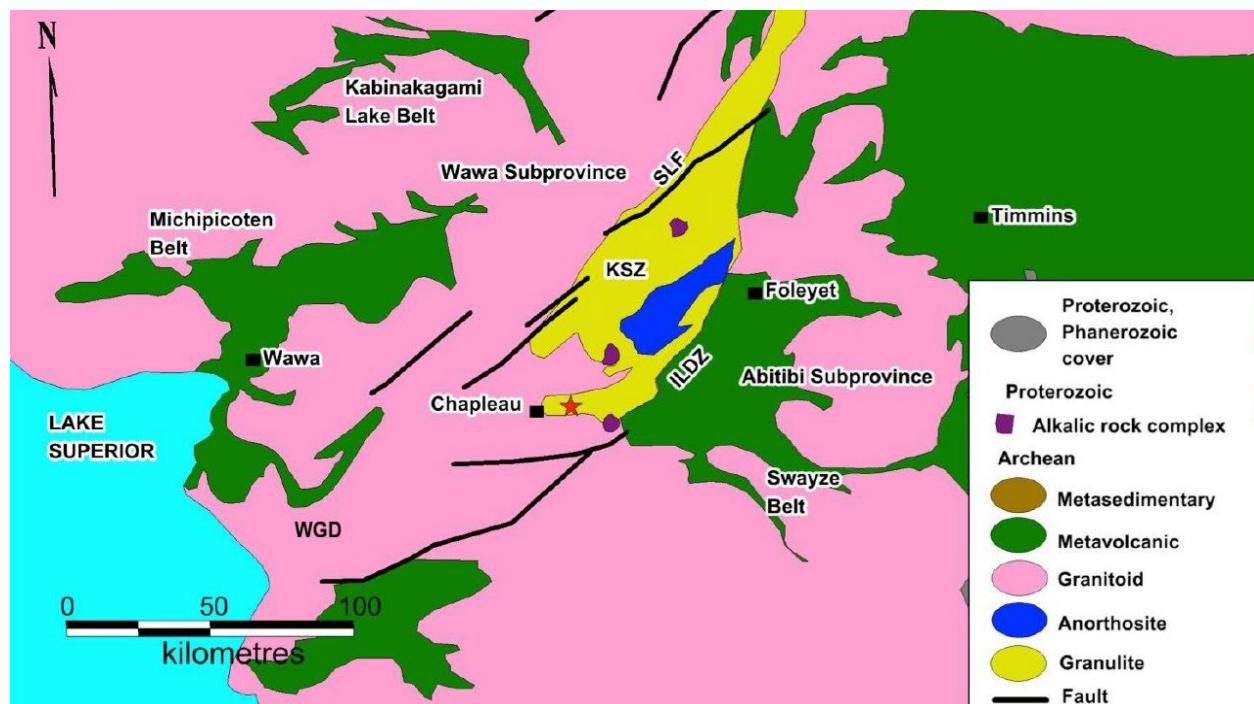 N
Kabinakagami
Lake Belt
Wawa Subprovince
SLF
Michipicoten
Belt
Timmins
KSZ
Foleyet
Wawa
ILDZ
Abitibi Subprovince
Chapleau
LAKE
SUPERIOR
Swayze
Belt
WGD
0 50 100
kilometres
Proterozoic,
Phanerozoic
cover
Proterozoic
Alkalic rock complex
Archean
Metasedimentary
Metavolcanic
Granitoid
Anorthosite
Granulite
Fault